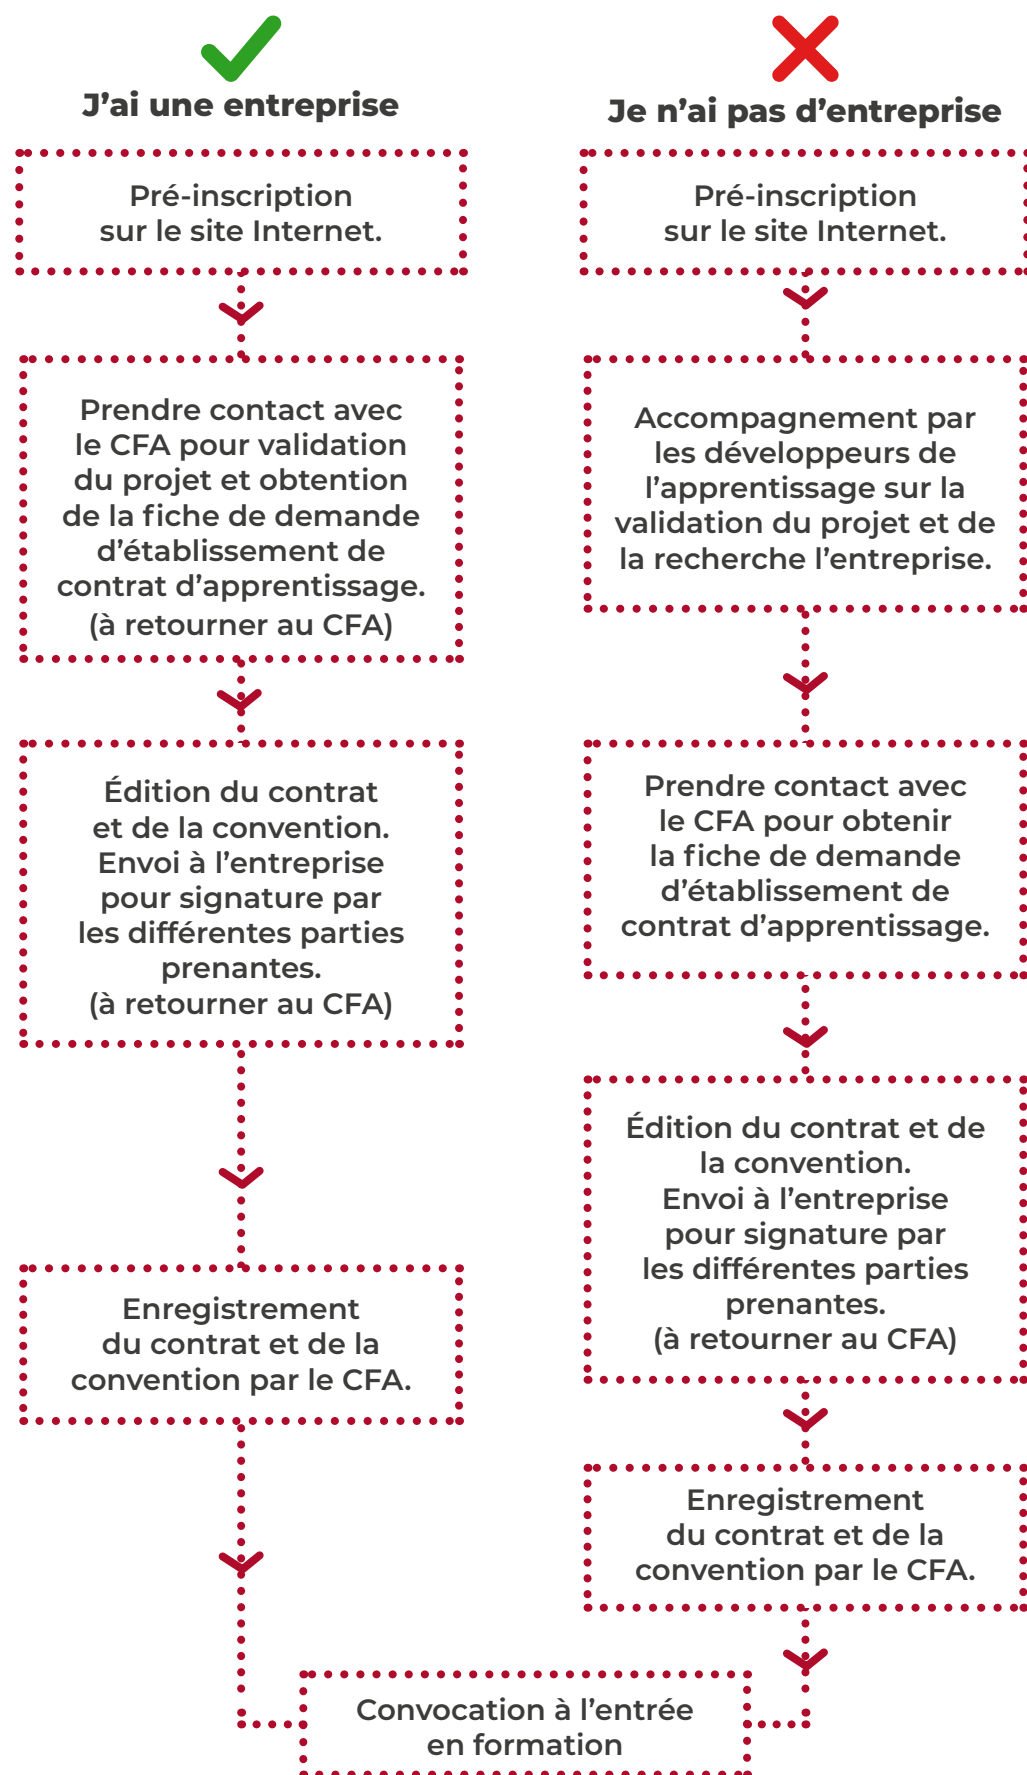 J’ai une entreprise
Pré-inscription
sur le site Internet.
Prendre contact avec
le CFA pour validation
du projet et obtention
de la fiche de demande
d’établissement de
contrat d’apprentissage.
(à retourner au CFA)
Édition du contrat
et de la convention.
Envoi à l’entreprise
pour signature par
les différentes parties
prenantes.
(à retourner au CFA)
Enregistrement
du contrat et de la
convention par le CFA.
Je n’ai pas d’entreprise
Pré-inscription
sur le site Internet.
Accompagnement par
les développeurs de
l’apprentissage sur la
validation du projet et de
la recherche l’entreprise.
Prendre contact avec
le CFA pour obtenir
la fiche de demande
d’établissement de
contrat d’apprentissage.
Édition du contrat et de
la convention.
Envoi à l’entreprise
pour signature par
les différentes parties
prenantes.
(à retourner au CFA)
Enregistrement
du contrat et de la
convention par le CFA.
Convocation à l’entrée
en formation